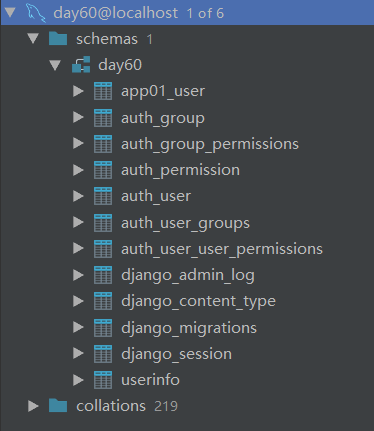 day60@localhost 1 of 6
schemas 1
day60
app01_user
auth_group
auth_group_permissions
auth_permission
auth_user
auth_user_groups
auth_user_user_permissions
django_admin_log
django_content_type
django_migrations
django_session
userinfo
collations 219